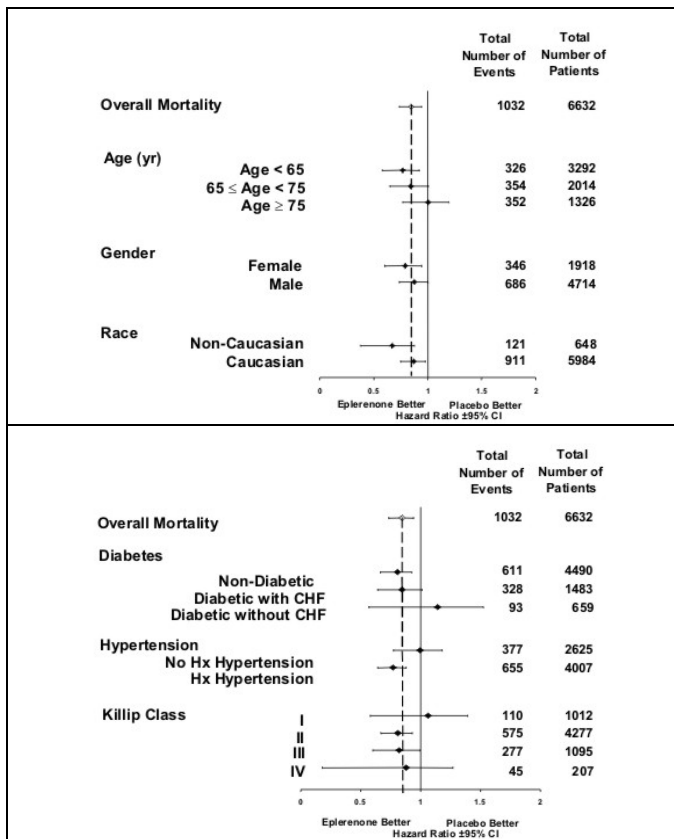 Total Total
Number of Number of
Events Patients
Overall Mortality 1032 6632
Age (yr)
Age < 65 326 3292
65 ≤ Age < 75 354 2014
Age ≥ 75 352 1326
Gender
Female 346 1918
Male 686 4714
Race
Non-Caucasian 121 648
Caucasian 911 5984
0 0.5 1 1.5 2
Eplerenone Better Placebo Better
Hazard Ratio ±95% CI
Total Total
Number of Number of
Events Patients
Overall Mortality 1032 6632
Diabetes
Non-Diabetic 611 4490
Diabetic with CHF 328 1483
Diabetic without CHF 93 659
Hypertension
No Hx Hypertension 377 2625
Hx Hypertension 655 4007
Killip Class
I 110 1012
II 575 4277
III 277 1095
IV 45 207
0 0.5 1 1.5 2
Eplerenone Better Placebo Better
Hazard Ratio ±95% CI